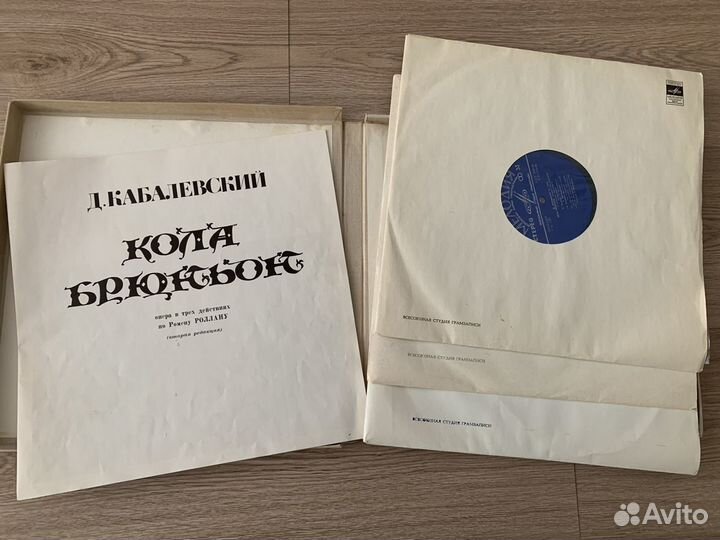 Д.КАБАЛЕВСКИЙ
КОЛА
БРЮНЬОН
опера в трех действиях
по Ромену РОЛЛАНУ
(вторая редакция)
МЕЛОДИЯ
ВСЕСОЮЗНАЯ СТУДИЯ ГРАМЗАПИСИ
ВСЕСОЮЗНАЯ СТУДИЯ ГРАМЗАПИСИ
ВСЕСОЮЗНАЯ СТУДИЯ ГРАМЗАПИСИ
Avito